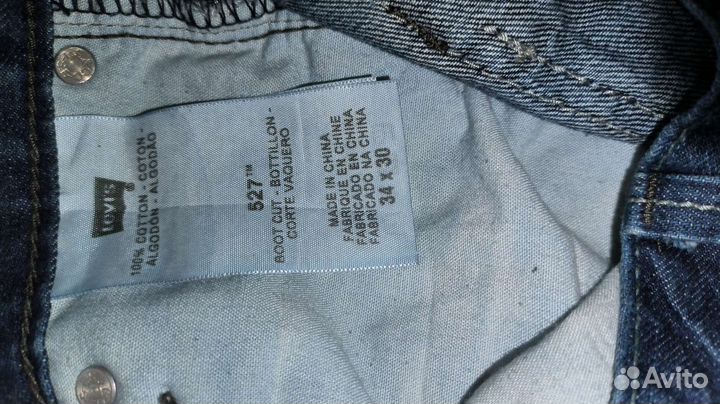 LEVI'S
100% COTTON - COTON -
ALGODÓN - ALGODÃO
527™
BOOT CUT - BOTTILLON -
CORTE VAQUERO
MADE IN CHINA
FABRIQUE EN CHINE
FABRICADO EN CHINA
FABRICADO NA CHINA
34 X 30
Avito